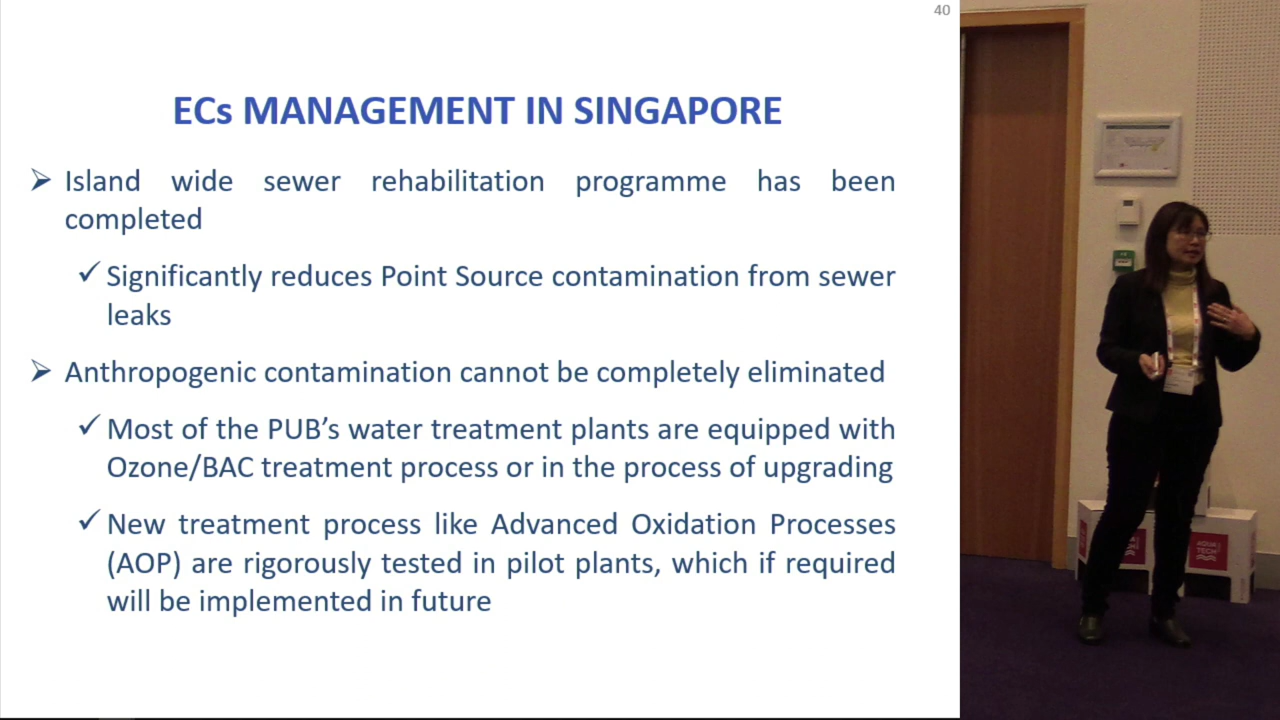 40
ECs MANAGEMENT IN SINGAPORE
Island wide sewer rehabilitation programme has been
completed
Significantly reduces Point Source contamination from sewer
leaks
Anthropogenic contamination cannot be completely eliminated
Most of the PUB’s water treatment plants are equipped with
Ozone/BAC treatment process or in the process of upgrading
New treatment process like Advanced Oxidation Processes
(AOP) are rigorously tested in pilot plants, which if required
will be implemented in future
AQUA
TECH